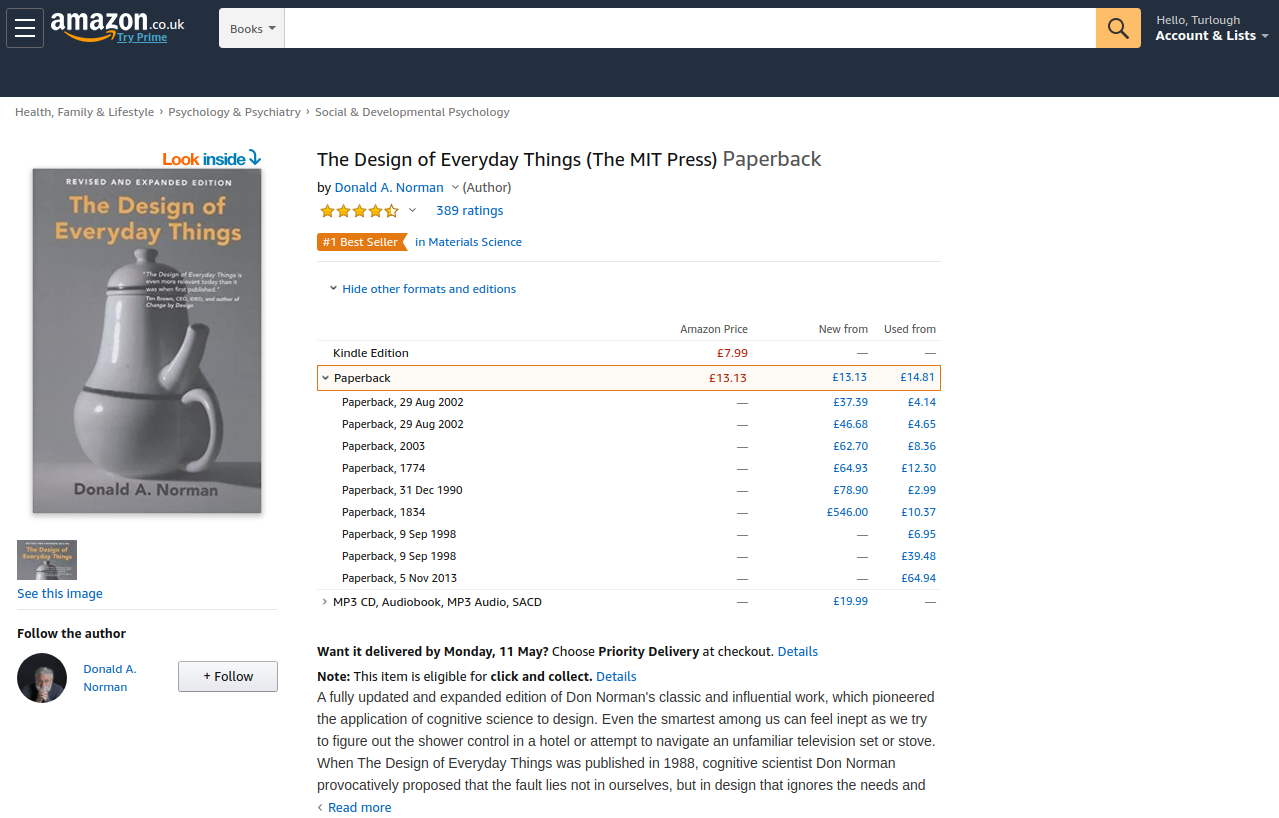 amazon.co.uk
Try Prime
Books
Hello, Turlough
Account & Lists
Health, Family & Lifestyle › Psychology & Psychiatry › Social & Developmental Psychology
Look inside
REVISED AND EXPANDED EDITION
The Design of
Everyday Things
"The Design of Everyday Things is
even more relevant today than it
was when first published."
Tim Brown, CEO, IDEO, and author of
Change by Design
Donald A. Norman
See this image
Follow the author
Donald A.
Norman
+ Follow
The Design of Everyday Things (The MIT Press) Paperback
by Donald A. Norman (Author)
389 ratings
#1 Best Seller in Materials Science
Hide other formats and editions
Amazon Price New from Used from
Kindle Edition £7.99 — —
Paperback £13.13 £13.13 £14.81
Paperback, 29 Aug 2002 — £37.39 £4.14
Paperback, 29 Aug 2002 — £46.68 £4.65
Paperback, 2003 — £62.70 £8.36
Paperback, 1774 — £64.93 £12.30
Paperback, 31 Dec 1990 — £78.90 £2.99
Paperback, 1834 — £546.00 £10.37
Paperback, 9 Sep 1998 — — £6.95
Paperback, 9 Sep 1998 — — £39.48
Paperback, 5 Nov 2013 — — £64.94
MP3 CD, Audiobook, MP3 Audio, SACD — £19.99 —
Want it delivered by Monday, 11 May? Choose Priority Delivery at checkout. Details
Note: This item is eligible for click and collect. Details
A fully updated and expanded edition of Don Norman's classic and influential work, which pioneered
the application of cognitive science to design. Even the smartest among us can feel inept as we try
to figure out the shower control in a hotel or attempt to navigate an unfamiliar television set or stove.
When The Design of Everyday Things was published in 1988, cognitive scientist Don Norman
provocatively proposed that the fault lies not in ourselves, but in design that ignores the needs and
Read more